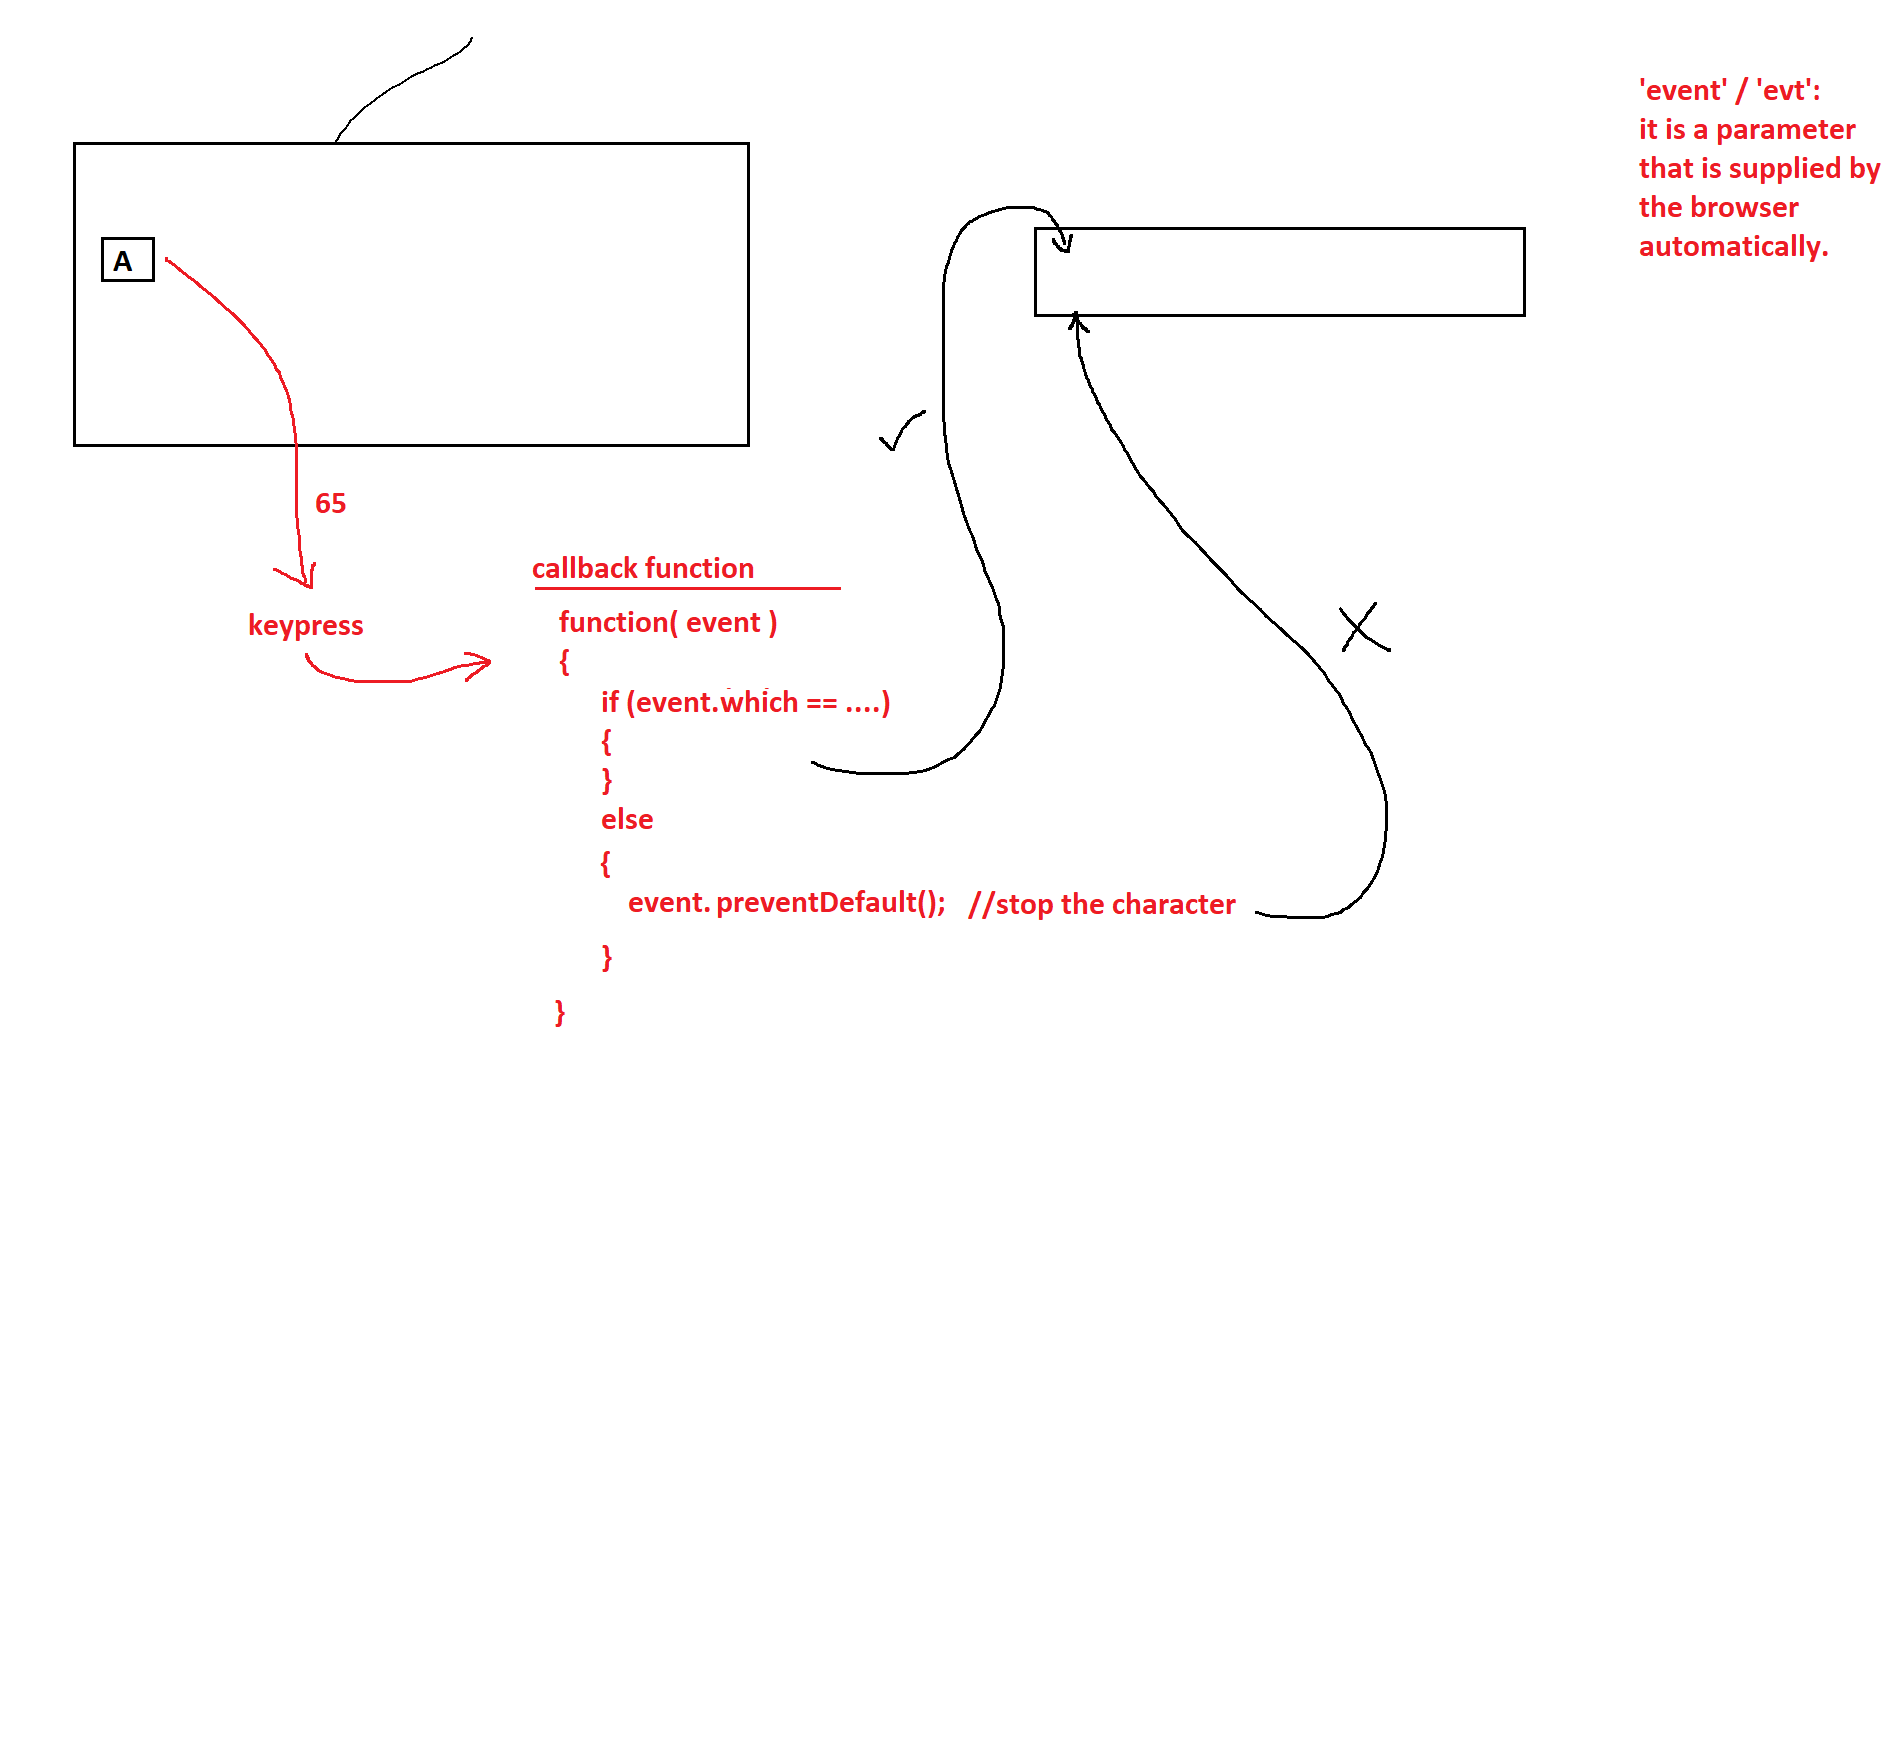 'event' / 'evt':
it is a parameter
that is supplied by
the browser
automatically.
A
65
keypress
callback function
function( event )
{
if (event.which == ....)
{
}
else
{
event. preventDefault();   //stop the character
}
}